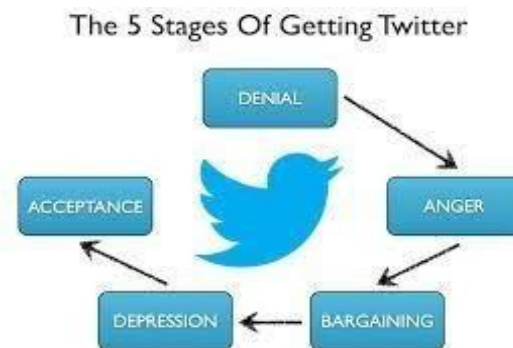 The 5 Stages Of Getting Twitter
DENIAL
ANGER
BARGAINING
DEPRESSION
ACCEPTANCE